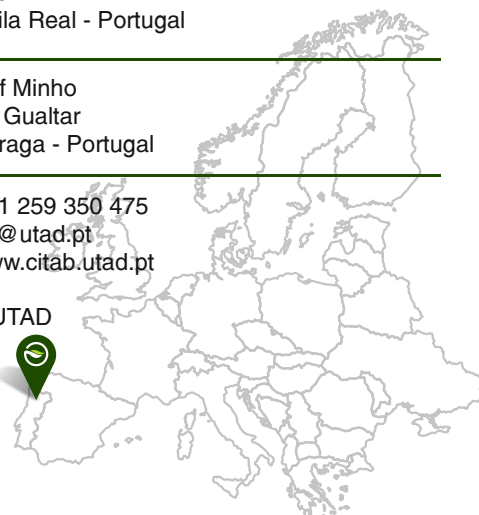 ila Real - Portugal
f Minho
Gualtar
raga - Portugal
1 259 350 475
@utad.pt
w.citab.utad.pt
UTAD